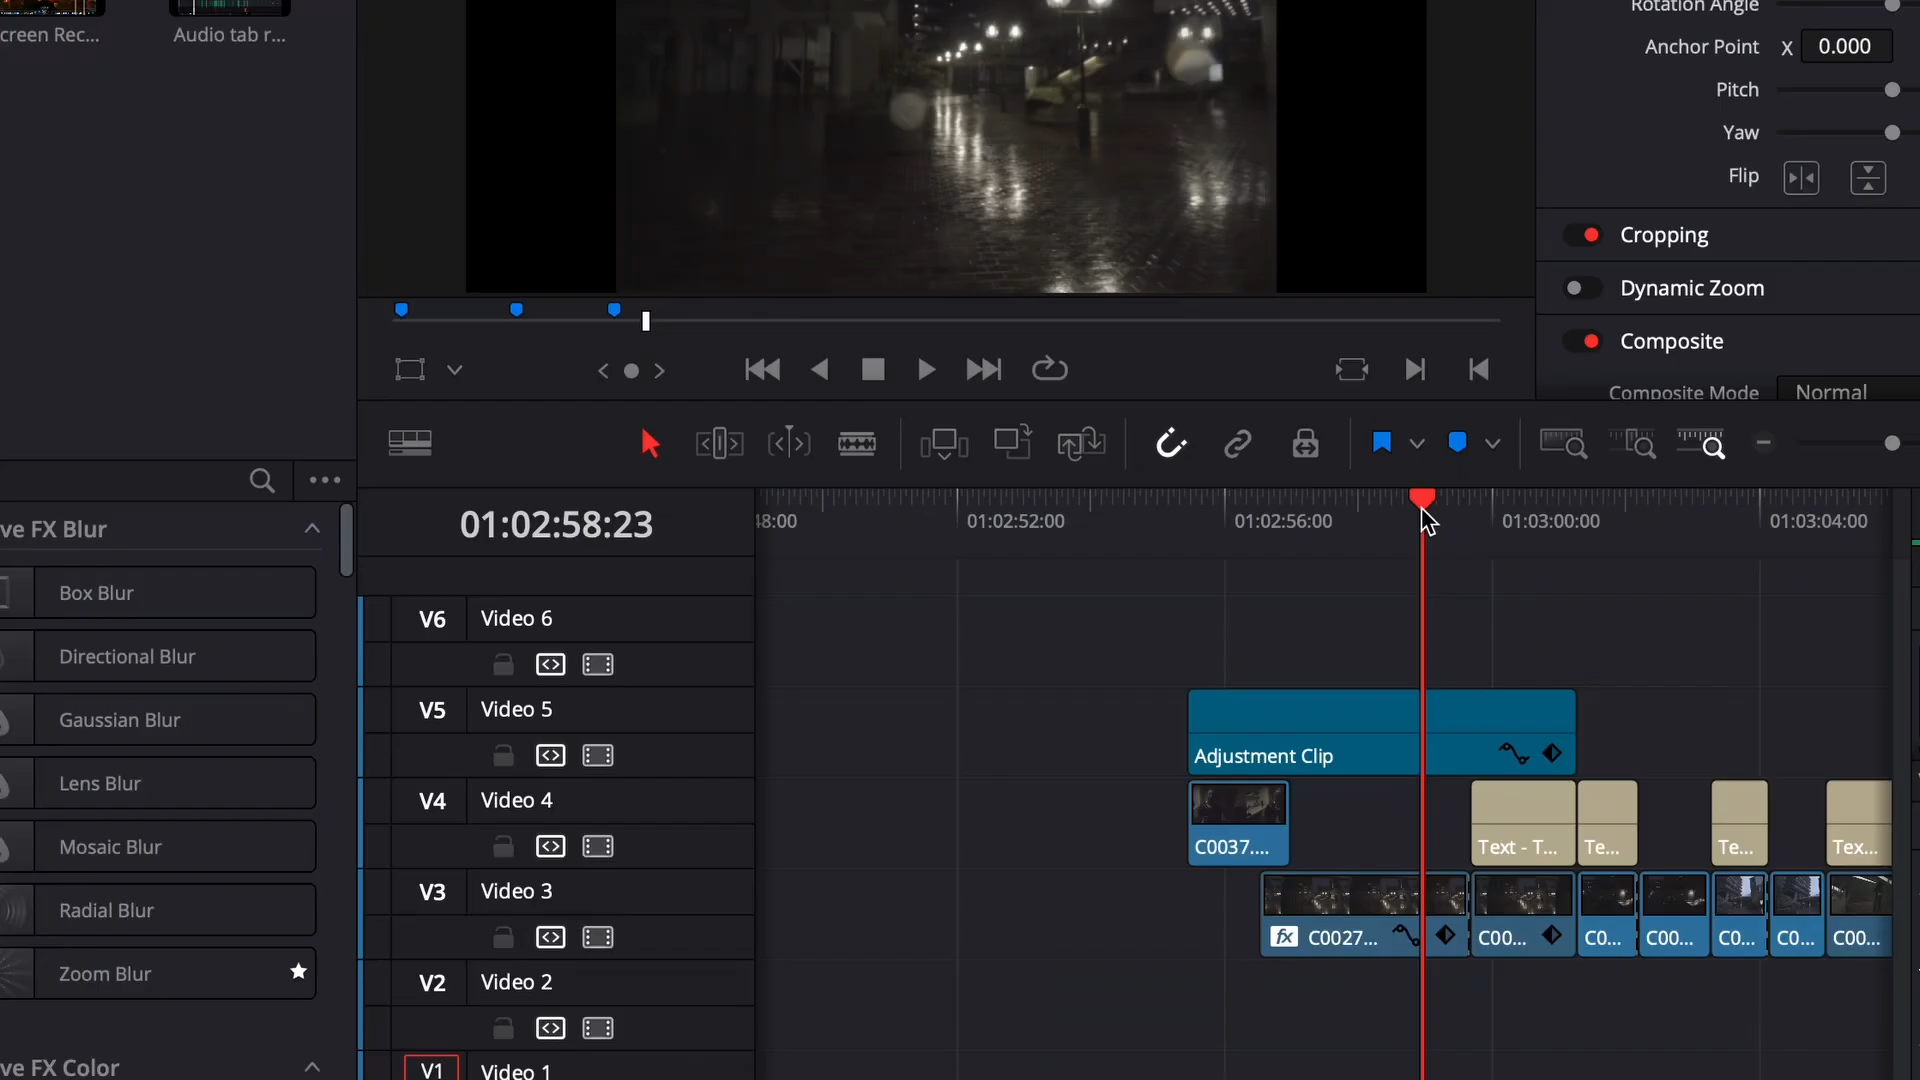 creen Rec...
Audio tab r...
Rotation Angle
Anchor Point X 0.000
Pitch
Yaw
Flip
Cropping
Dynamic Zoom
Composite
Composite Mode Normal
01:02:58:23
48:00 01:02:52:00 01:02:56:00 01:03:00:00 01:03:04:00
ve FX Blur
Box Blur
Directional Blur
Gaussian Blur
Lens Blur
Mosaic Blur
Radial Blur
Zoom Blur
ve FX Color
V6 Video 6
V5 Video 5
Adjustment Clip
V4 Video 4
C0037.... Text - T... Te... Te... Tex...
V3 Video 3
fx C0027... C00... C0... C00... C0... C0... C00...
V2 Video 2
V1 Video 1